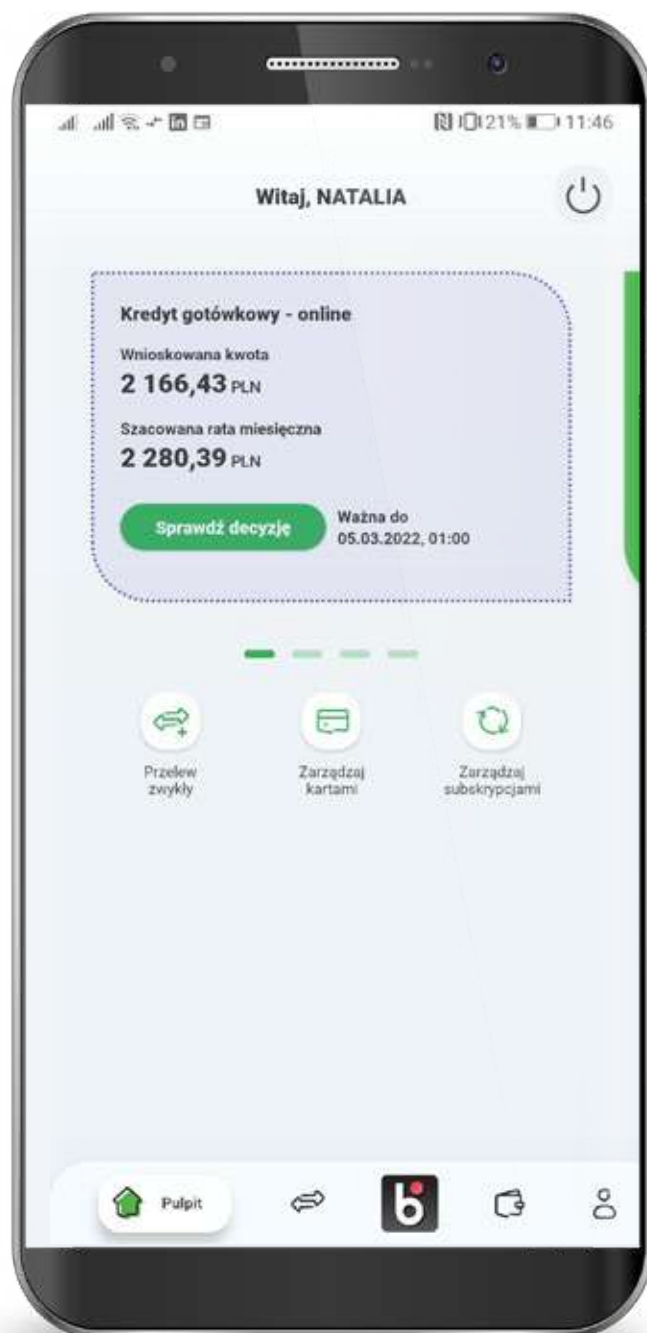 21% 11:46
Witaj, NATALIA
Kredyt gotówkowy - online
Wnioskowana kwota
2 166,43 PLN
Szacowana rata miesięczna
2 280,39 PLN
Sprawdź decyzję
Ważna do
05.03.2022, 01:00
Przelew
zwykły
Zarządzaj
kartami
Zarządzaj
subskrypcjami
Pulpit